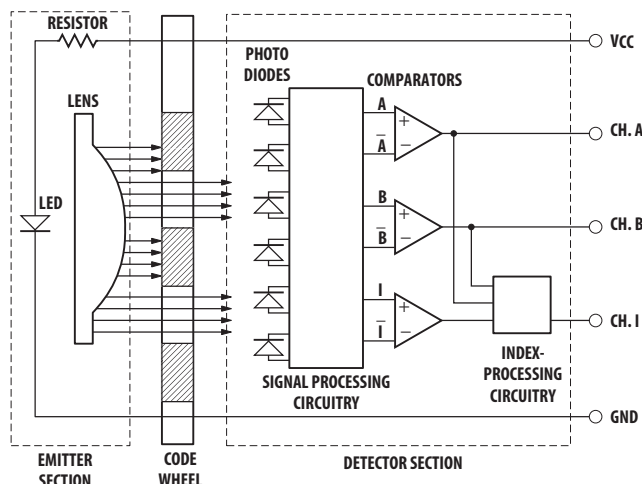 RESISTOR
VCC
PHOTO
DIODES
COMPARATORS
LENS
A
CH. A
A̅
LED
B
CH. B
B̅
I
CH. I
I̅
INDEX-
PROCESSING
CIRCUITRY
SIGNAL PROCESSING
CIRCUITRY
GND
EMITTER
SECTION
CODE
WHEEL
DETECTOR SECTION
+
−
+
−
+
−